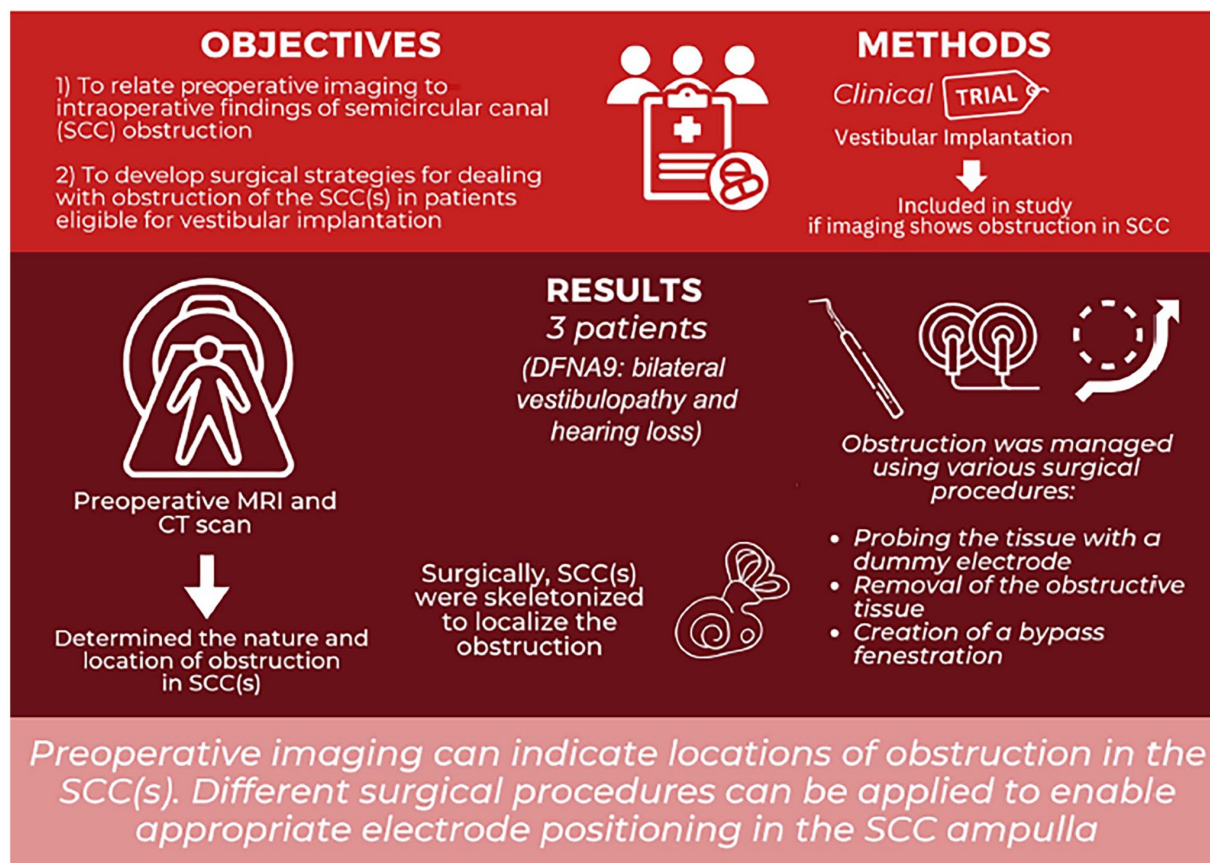 OBJECTIVES
1) To relate preoperative imaging to
intraoperative findings of semicircular canal
(SCC) obstruction
2) To develop surgical strategies for dealing
with obstruction of the SCC(s) in patients
eligible for vestibular implantation
METHODS
Clinical TRIAL
Vestibular Implantation
Included in study
if imaging shows obstruction in SCC
Preoperative MRI and
CT scan
Determined the nature and
location of obstruction
in SCC(s)
RESULTS
3 patients
(DFNA9: bilateral
vestibulopathy and
hearing loss)
Surgically, SCC(s)
were skeletonized
to localize the
obstruction
Obstruction was managed
using various surgical
procedures:
• Probing the tissue with a
dummy electrode
• Removal of the obstructive
tissue
• Creation of a bypass
fenestration
Preoperative imaging can indicate locations of obstruction in the
SCC(s). Different surgical procedures can be applied to enable
appropriate electrode positioning in the SCC ampulla